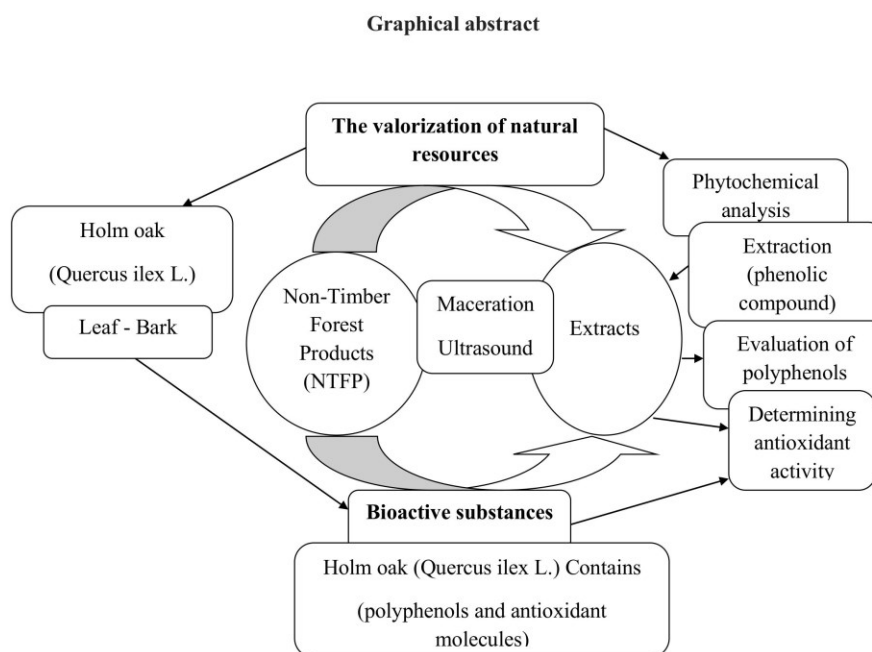 Graphical abstract
The valorization of natural
resources
Holm oak
(Quercus ilex L.)
Leaf - Bark
Non-Timber
Forest
Products
(NTFP)
Maceration
Ultrasound
Extracts
Phytochemical
analysis
Extraction
(phenolic
compound)
Evaluation of
polyphenols
Determining
antioxidant
activity
Bioactive substances
Holm oak (Quercus ilex L.) Contains
(polyphenols and antioxidant
molecules)